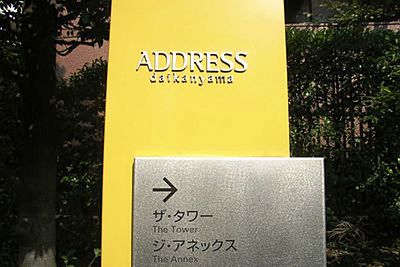 ADDRESS
daikanyama
→
ザ・タワー
The Tower
ジ・アネックス
The Annex